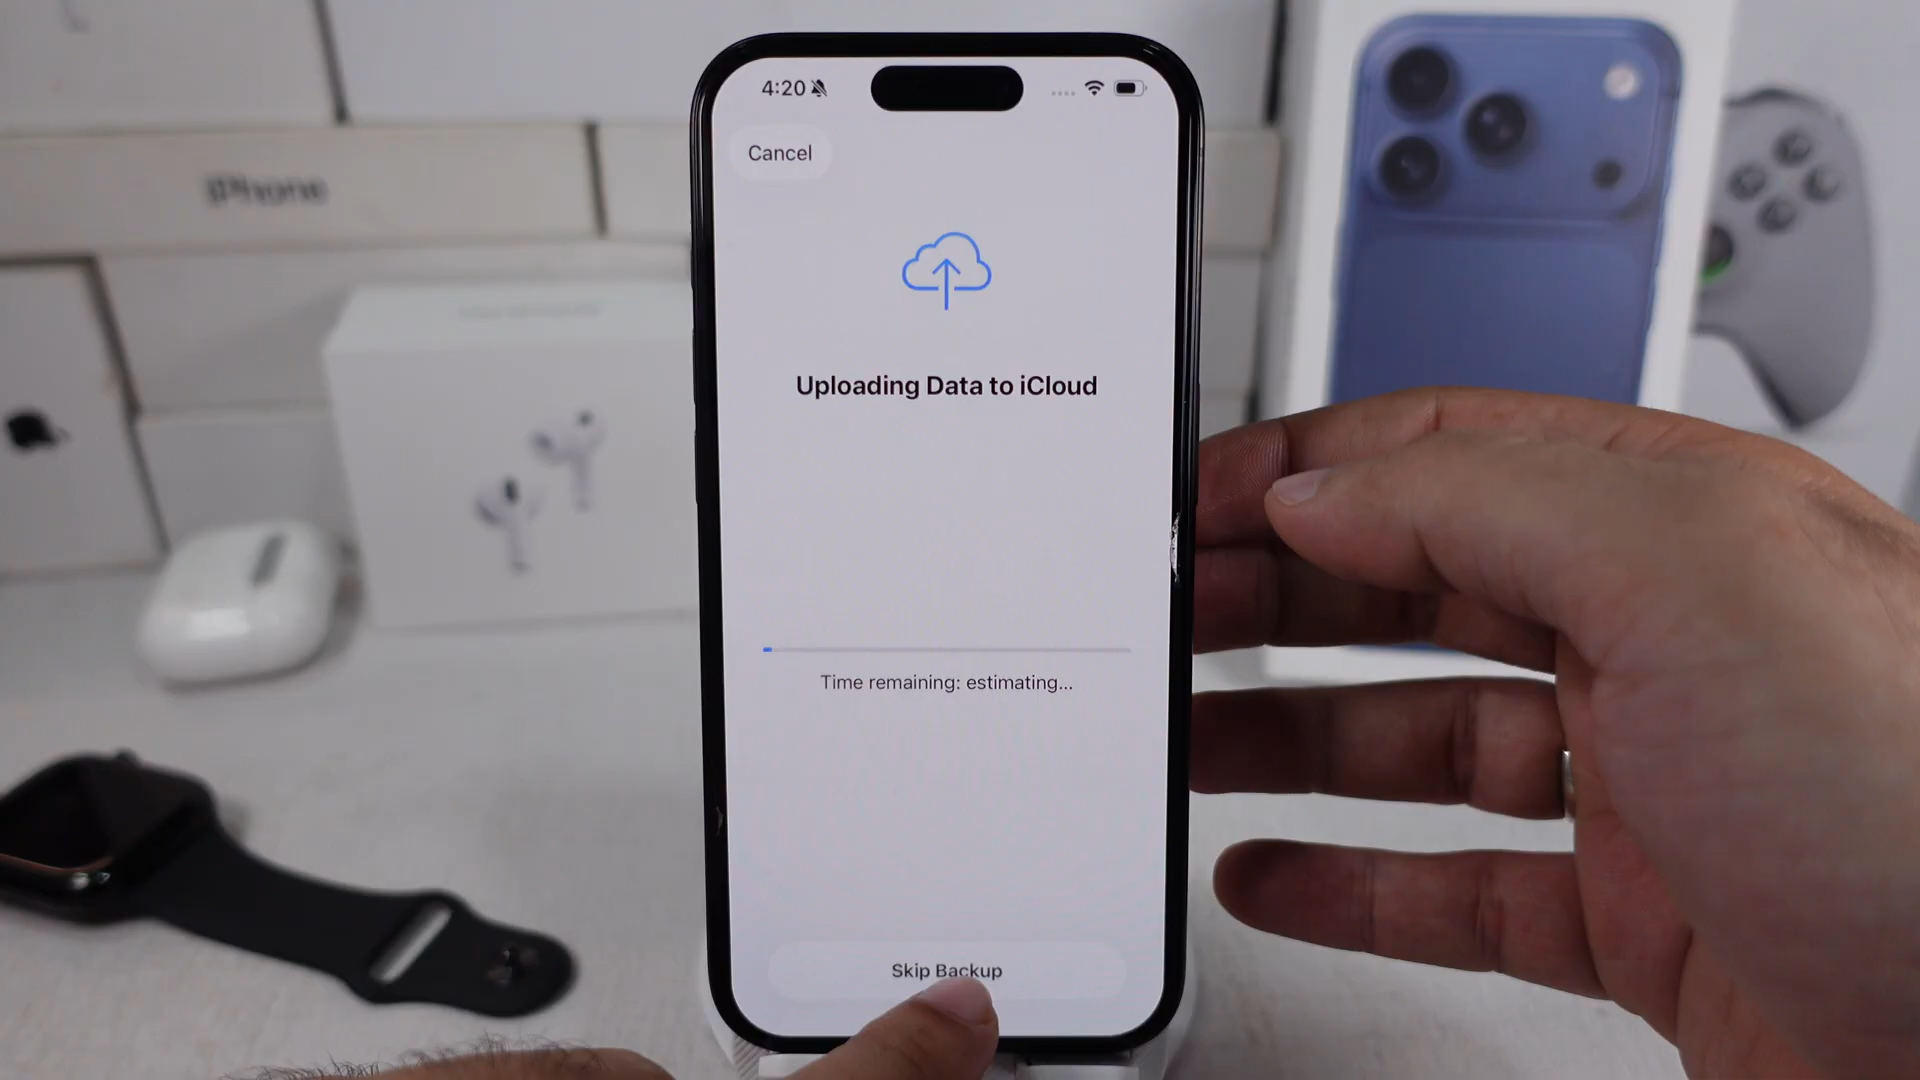 4:20
Cancel
iPhone
Uploading Data to iCloud
Time remaining: estimating...
Skip Backup